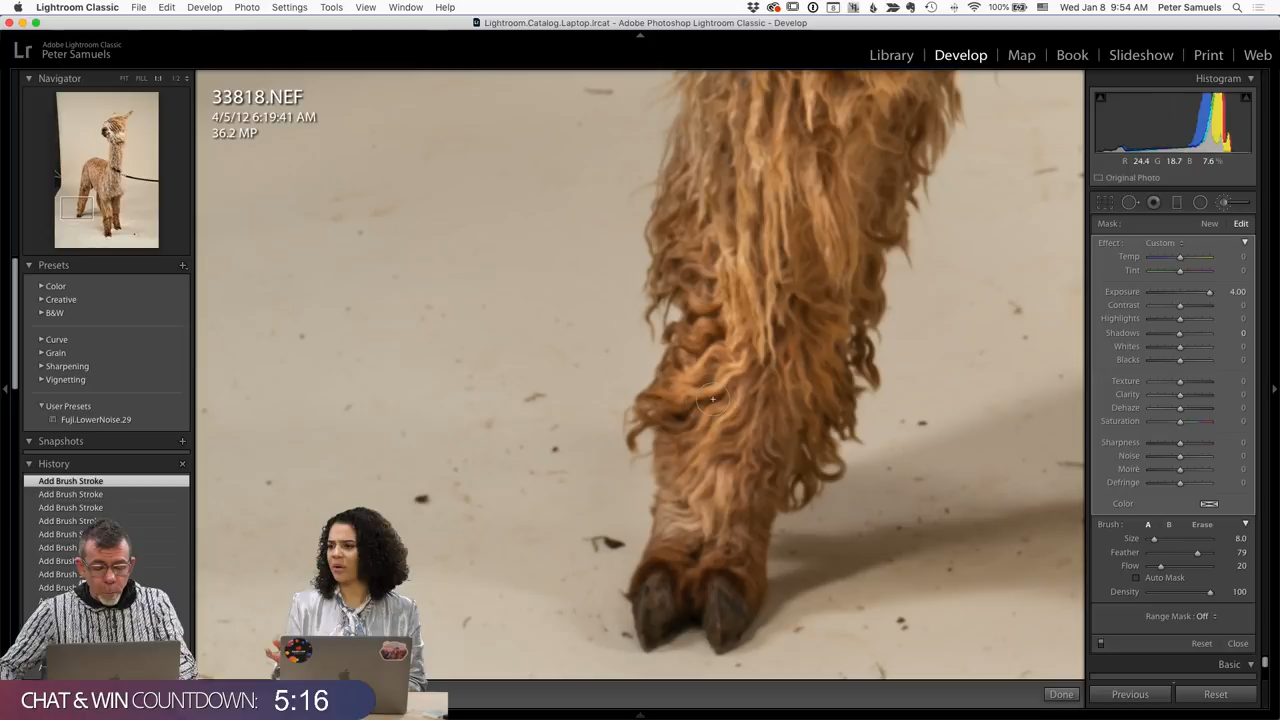 Lightroom Classic File Edit Develop Photo Settings Tools View Window Help 100% Wed Jan 8 9:54 AM Peter Samuels
Lightroom.Catalog.Laptop.lrcat - Adobe Photoshop Lightroom Classic - Develop
Lr Adobe Lightroom Classic
Peter Samuels
Library | Develop | Map | Book | Slideshow | Print | Web
Navigator FIT FILL 1:1 1:2
Histogram
33818.NEF
4/5/12 6:19:41 AM
36.2 MP
R 24.4 G 18.7 B 7.6 %
Original Photo
Mask: New Edit
Effect: Custom
Temp 0
Tint 0
Exposure 4.00
Contrast 0
Highlights 0
Shadows 0
Whites 0
Blacks 0
Texture 0
Clarity 0
Dehaze 0
Saturation 0
Sharpness 0
Noise 0
Moiré 0
Defringe 0
Color
Brush: A B Erase
Size 8.0
Feather 79
Flow 20
Auto Mask
Density 100
Range Mask: Off
Reset Close
Basic
Previous Reset
Presets +
Color
Creative
B&W
Curve
Grain
Sharpening
Vignetting
User Presets
Fuji.LowerNoise.29
Snapshots +
History ×
Add Brush Stroke
Add Brush Stroke
Add Brush Stroke
Add Brush Stroke
Done
CHAT & WIN COUNTDOWN: 5:16